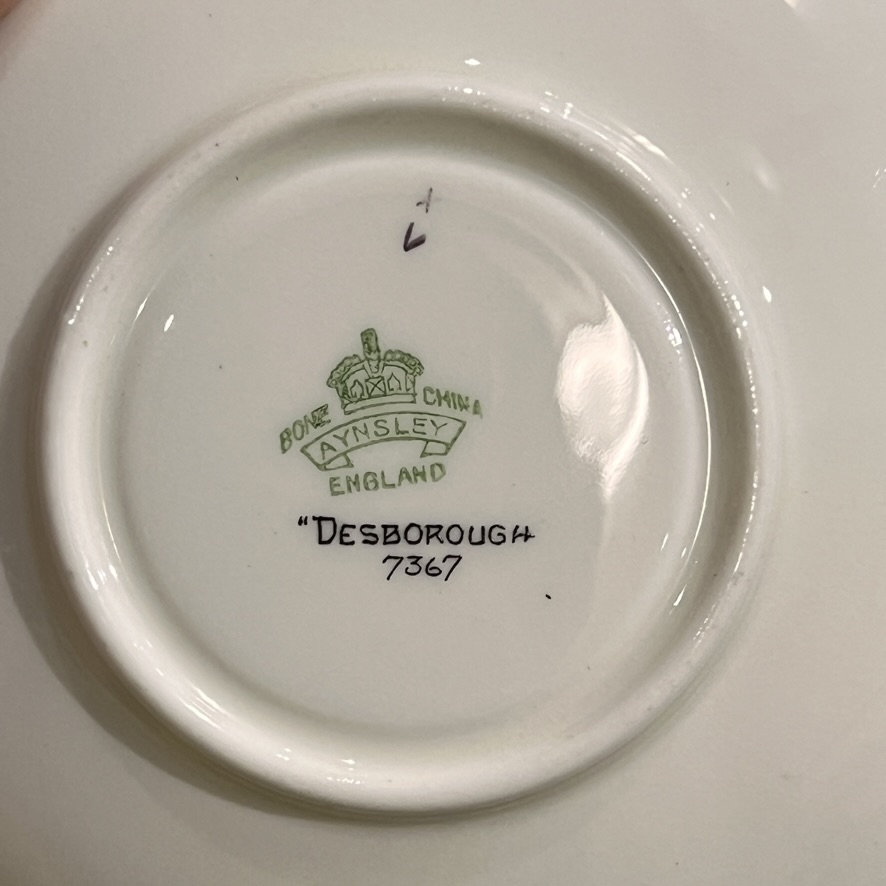 BONE CHINA
AYNSLEY
ENGLAND
"DESBOROUGH
7367